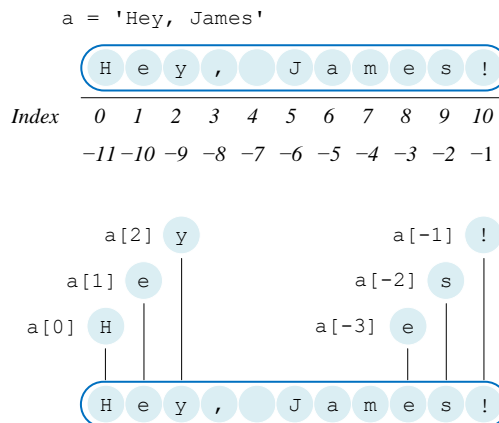 a = 'Hey, James'
H e y , J a m e s !
Index 0 1 2 3 4 5 6 7 8 9 10
−11 −10 −9 −8 −7 −6 −5 −4 −3 −2 −1
a[2] y a[−1] !
a[1] e a[−2] s
a[0] H a[−3] e
H e y , J a m e s !